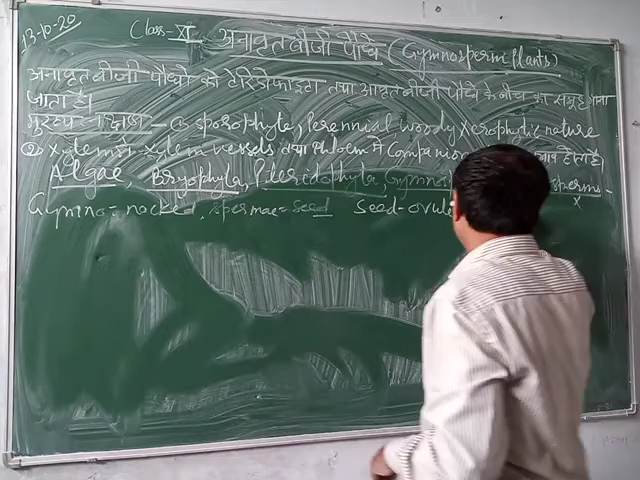 13-10-20 Class-XI अनावृतबीजी पौधे (Gymnosperm Plants)
अनावृतबीजी पौधों को टेरिडोफाइटा तथा आवृतबीजी पौधों के बीच का समूह माना
जाता है।
मुख्य लक्षण - ① sporophyte, Perennial woody Xerophytic nature
② xylem में xylem vessels तथा Phloem में Companion होता है।
Algae Bryophyta, Pteridophyta, Gymno sperms -
x
Gymno = nacked, spermae = seed Seed - ovule